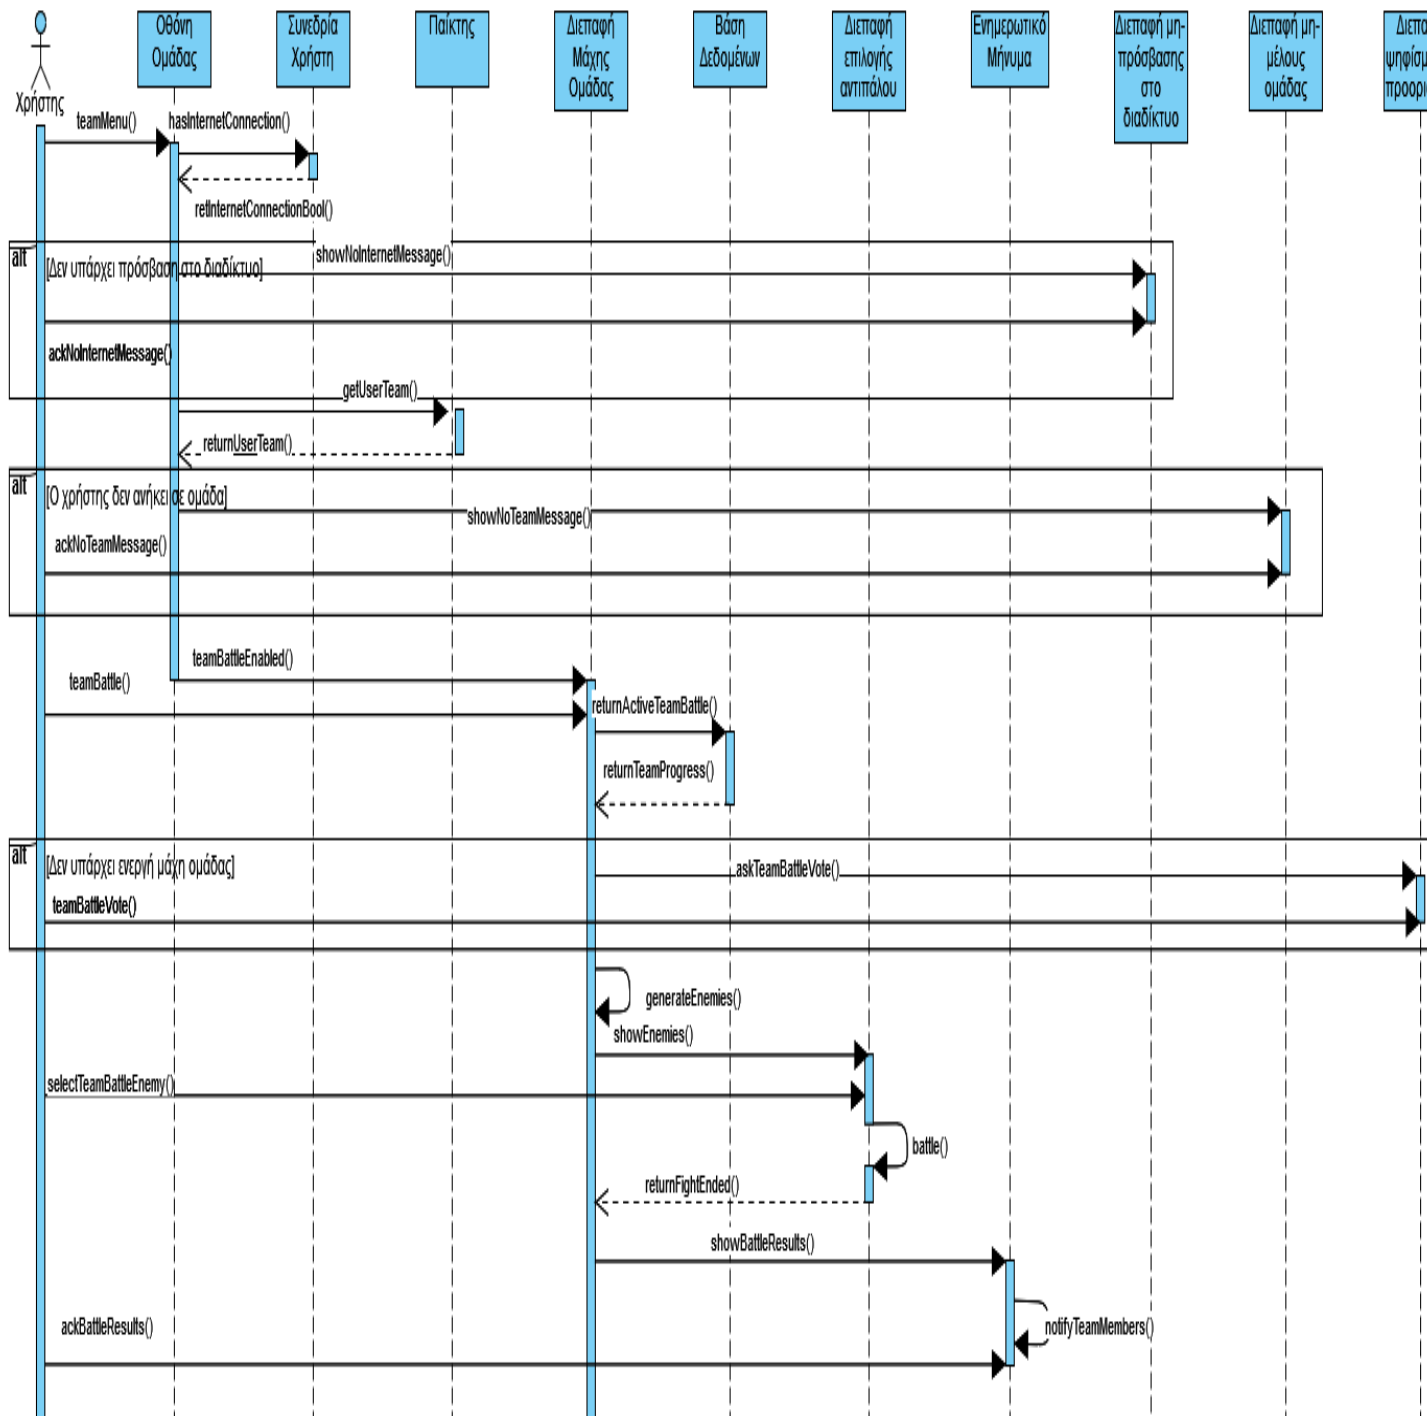 Χρήστης
Οθόνη
Ομάδας
Συνεδρία
Χρήστη
Παίκτης
Διεπαφή
Μάχης
Ομάδας
Βάση
Δεδομένων
Διεπαφή
επιλογής
αντιπάλου
Ενημερωτικό
Μήνυμα
Διεπαφή μη-
πρόσβασης
στο
διαδίκτυο
Διεπαφή μη-
μέλους
ομάδας
teamMenu()
hasInternetConnection()
retInternetConnectionBool()
alt
[Δεν υπάρχει πρόσβαση στο διαδίκτυο]
showNoInternetMessage()
ackNoInternetMessage()
getUserTeam()
returnUserTeam()
alt
[Ο χρήστης δεν ανήκει σε ομάδα]
showNoTeamMessage()
ackNoTeamMessage()
teamBattleEnabled()
teamBattle()
returnActiveTeamBattle()
returnTeamProgress()
alt
[Δεν υπάρχει ενεργή μάχη ομάδας]
askTeamBattleVote()
teamBattleVote()
generateEnemies()
showEnemies()
selectTeamBattleEnemy()
battle()
returnFightEnded()
showBattleResults()
ackBattleResults()
notifyTeamMembers()